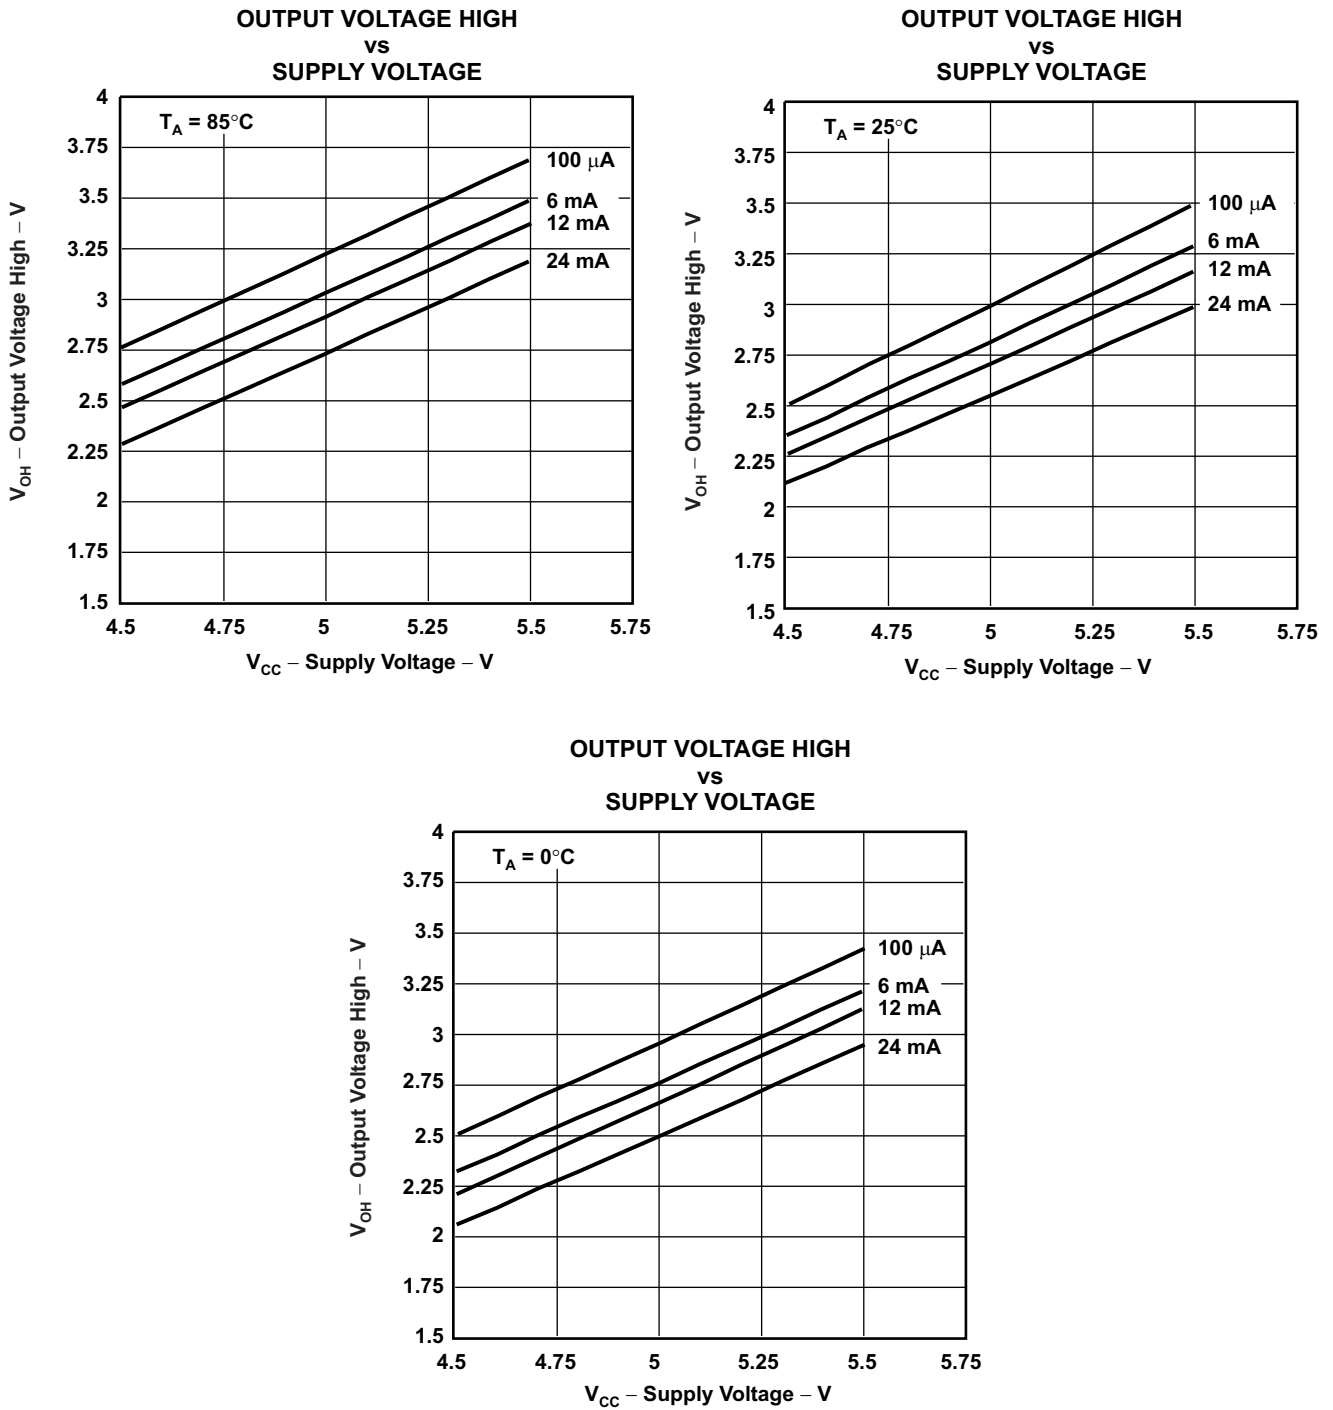 OUTPUT VOLTAGE HIGH
vs
SUPPLY VOLTAGE
T_A = 85°C
4
3.75
3.5
3.25
3
2.75
2.5
2.25
2
1.75
1.5
V_OH – Output Voltage High – V
100 μA
6 mA
12 mA
24 mA
4.5 4.75 5 5.25 5.5 5.75
V_CC – Supply Voltage – V
OUTPUT VOLTAGE HIGH
vs
SUPPLY VOLTAGE
T_A = 25°C
4
3.75
3.5
3.25
3
2.75
2.5
2.25
2
1.75
1.5
V_OH – Output Voltage High – V
100 μA
6 mA
12 mA
24 mA
4.5 4.75 5 5.25 5.5 5.75
V_CC – Supply Voltage – V
OUTPUT VOLTAGE HIGH
vs
SUPPLY VOLTAGE
T_A = 0°C
4
3.75
3.5
3.25
3
2.75
2.5
2.25
2
1.75
1.5
V_OH – Output Voltage High – V
100 μA
6 mA
12 mA
24 mA
4.5 4.75 5 5.25 5.5 5.75
V_CC – Supply Voltage – V